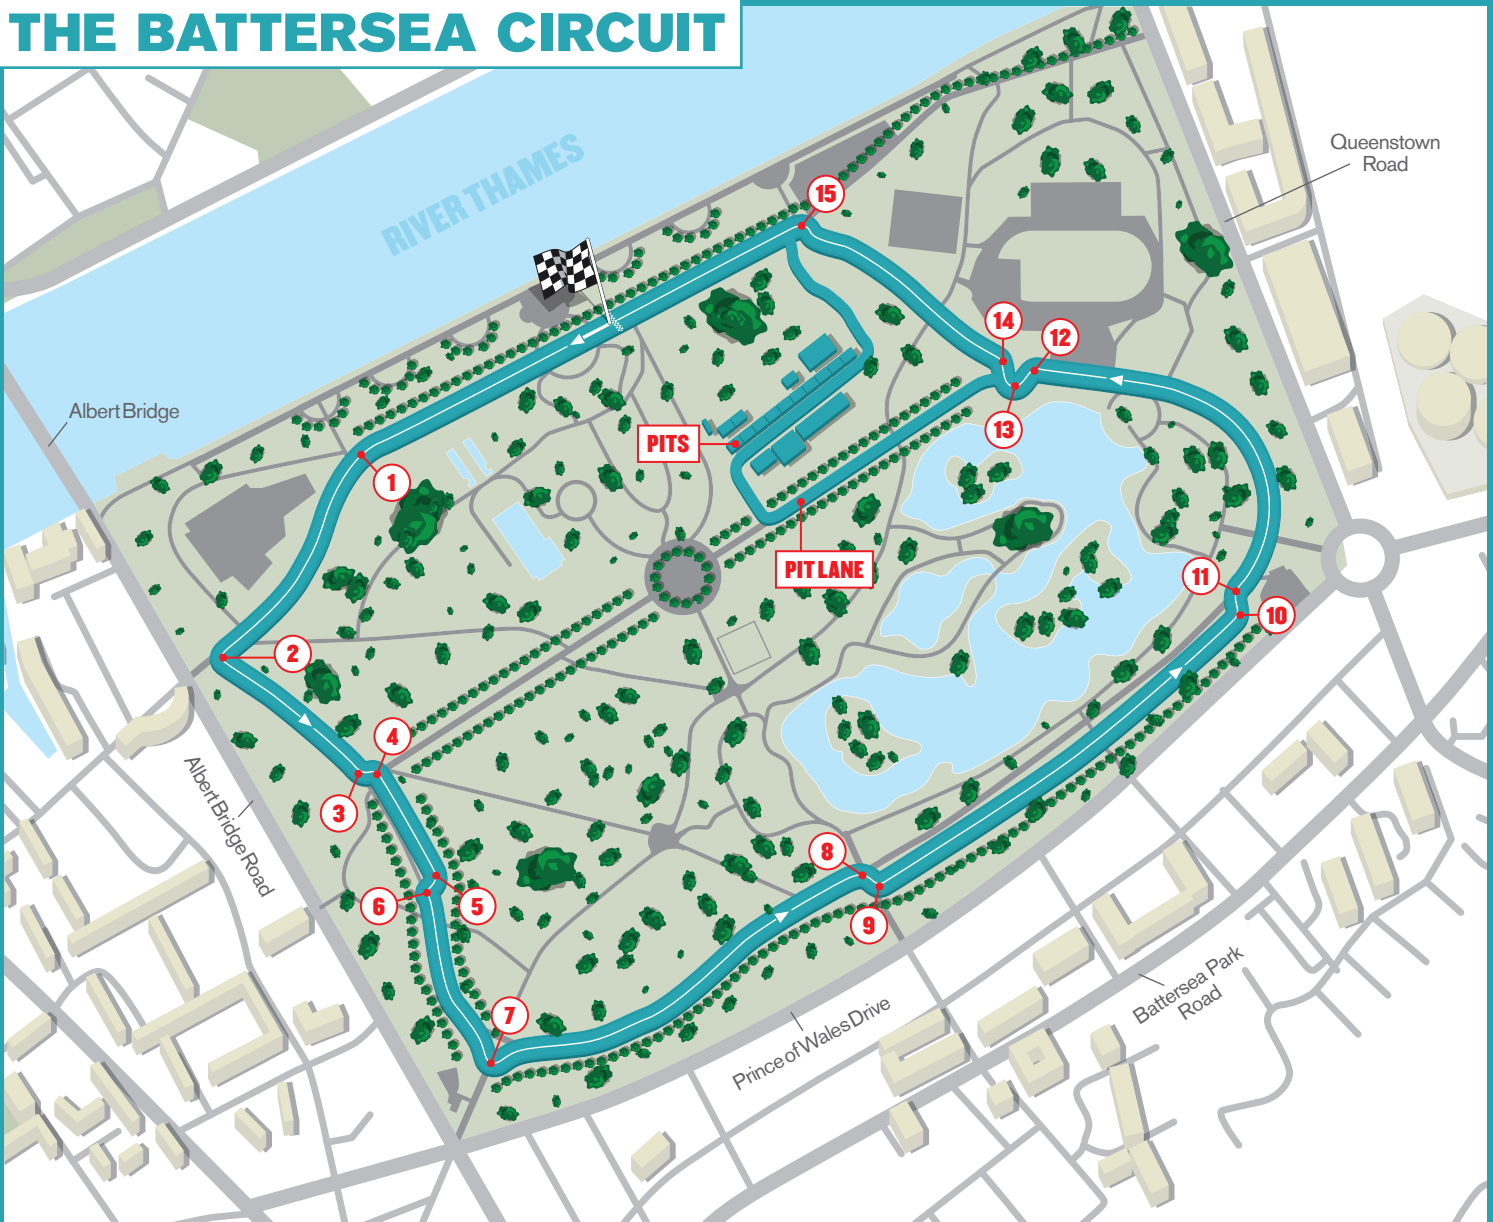 THE BATTERSEA CIRCUIT
RIVER THAMES
Queenstown
Road
15
14
12
Albert Bridge
PITS
13
1
PIT LANE
11
10
2
4
3
Albert Bridge Road
8
6
5
9
7
Battersea Park
Road
Prince of Wales Drive